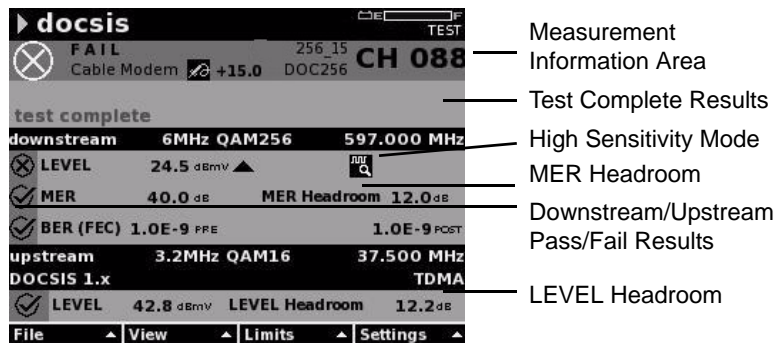 docsis
E F
TEST
FAIL 256_15 CH 088
Cable Modem +15.0 DOC256
test complete
downstream 6MHz QAM256 597.000 MHz
LEVEL 24.5 dBmV
MER 40.0 dB MER Headroom 12.0 dB
BER (FEC) 1.0E-9 PRE 1.0E-9 POST
upstream 3.2MHz QAM16 37.500 MHz
DOCSIS 1.x TDMA
LEVEL 42.8 dBmV LEVEL Headroom 12.2 dB
File View Limits Settings
Measurement
Information Area
Test Complete Results
High Sensitivity Mode
MER Headroom
Downstream/Upstream
Pass/Fail Results
LEVEL Headroom